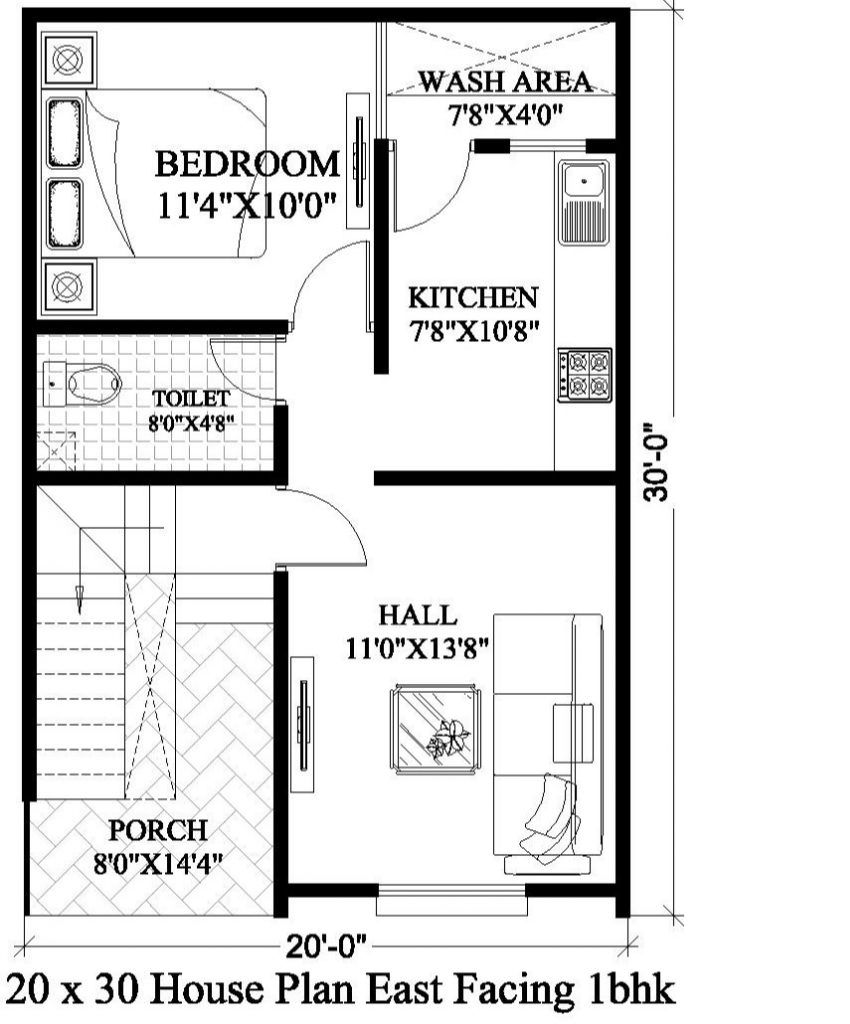 WASH AREA
7'8"X4'0"
BEDROOM
11'4"X10'0"
KITCHEN
7'8"X10'8"
TOILET
8'0"X4'8"
30'-0"
HALL
11'0"X13'8"
PORCH
8'0"X14'4"
20'-0"
20 x 30 House Plan East Facing 1bhk